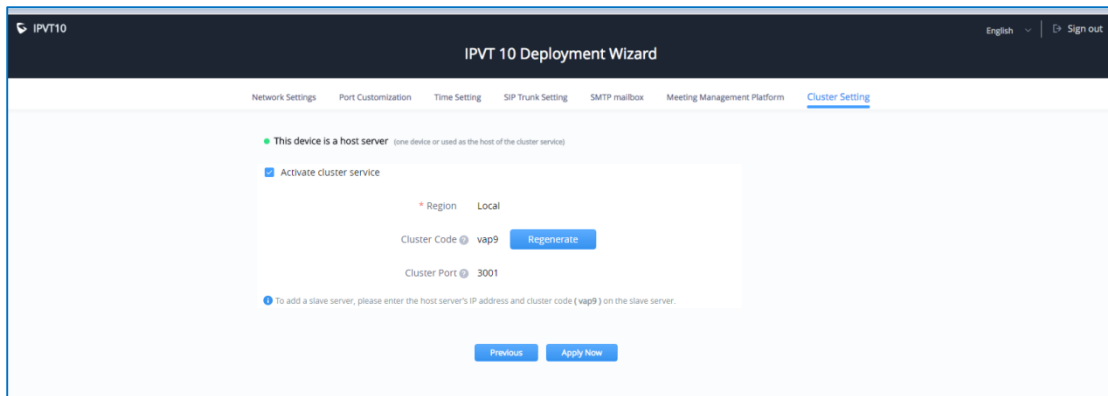 IPVT10
English
Sign out
IPVT 10 Deployment Wizard
Network Settings Port Customization Time Setting SIP Trunk Setting SMTP mailbox Meeting Management Platform Cluster Setting
This device is a host server (one device or used as the host of the cluster service)
Activate cluster service
* Region Local
Cluster Code vap9 Regenerate
Cluster Port 3001
To add a slave server, please enter the host server's IP address and cluster code ( vap9 ) on the slave server.
Previous Apply Now